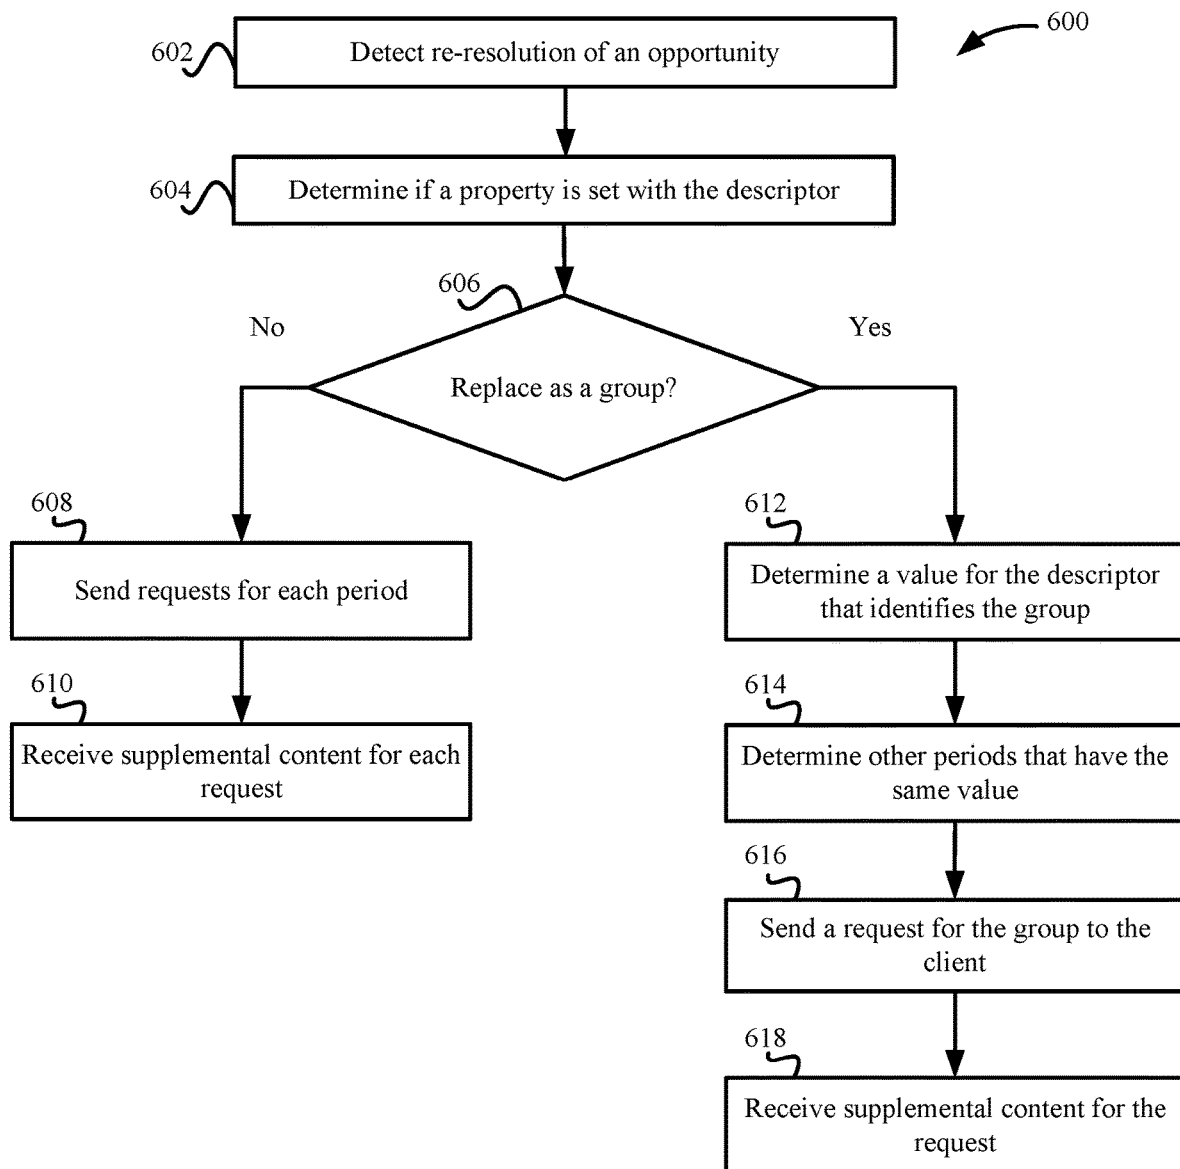 600
602
Detect re-resolution of an opportunity
604
Determine if a property is set with the descriptor
606
No
Yes
Replace as a group?
608
Send requests for each period
610
Receive supplemental content for each
request
612
Determine a value for the descriptor
that identifies the group
614
Determine other periods that have the
same value
616
Send a request for the group to the
client
618
Receive supplemental content for the
request